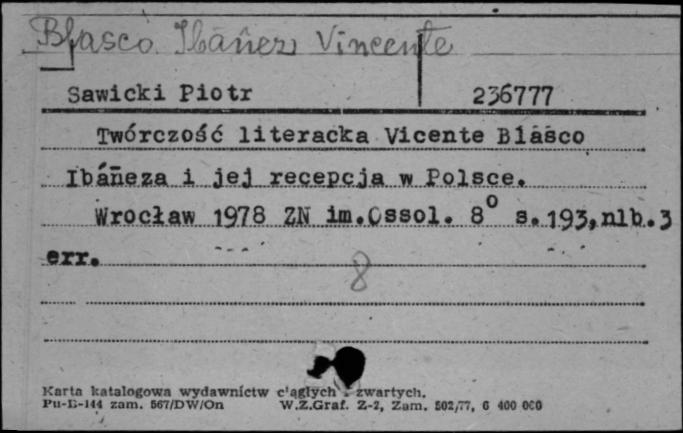 Blasco Ibáñez Vincente
Sawicki Piotr 236777
Twórczość literacka Vicente Blasco
Ibáñeza i jej recepcja w Polsce.
Wrocław 1978 ZN im.Ossol. 8° s.193,nlb.3
err.
8
Karta katalogowa wydawnictw ciągłych i zwartych.
Pu-B-144 zam. 567/DW/On W.Z.Graf. Z-2, Zam. 502/77, 6 400 000